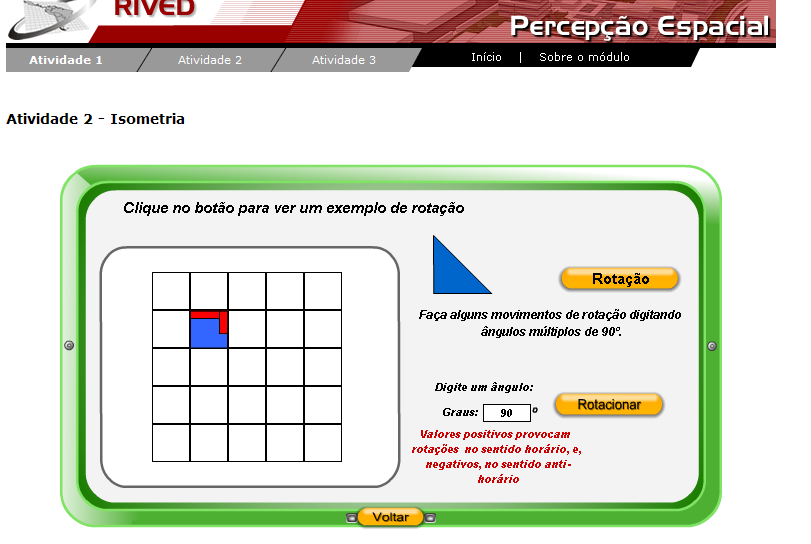 RIVED
Percepção Espacial
Atividade 1
Atividade 2
Atividade 3
Início | Sobre o módulo
Atividade 2 - Isometria
Clique no botão para ver um exemplo de rotação
Rotação
Faça alguns movimentos de rotação digitando
ângulos múltiplos de 90º.
Digite um ângulo:
Graus: 90 º
Rotacionar
Valores positivos provocam
rotações no sentido horário, e,
negativos, no sentido anti-
horário
Voltar